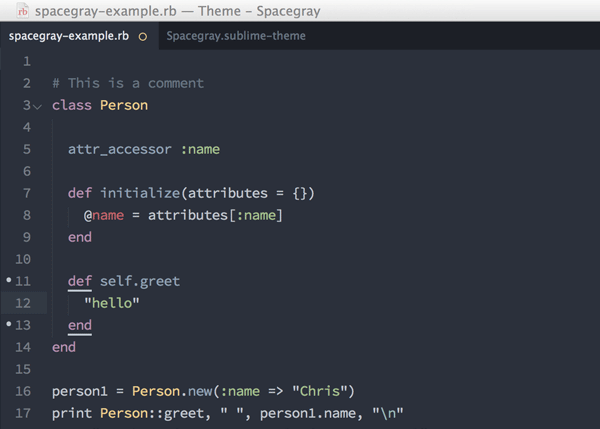 rb spacegray-example.rb — Theme - Spacegray
spacegray-example.rb Spacegray.sublime-theme
1
2 # This is a comment
3 class Person
4
5 attr_accessor :name
6
7 def initialize(attributes = {})
8 @name = attributes[:name]
9 end
10
11 def self.greet
12 "hello"
13 end
14 end
15
16 person1 = Person.new(:name => "Chris")
17 print Person::greet, " ", person1.name, "\n"